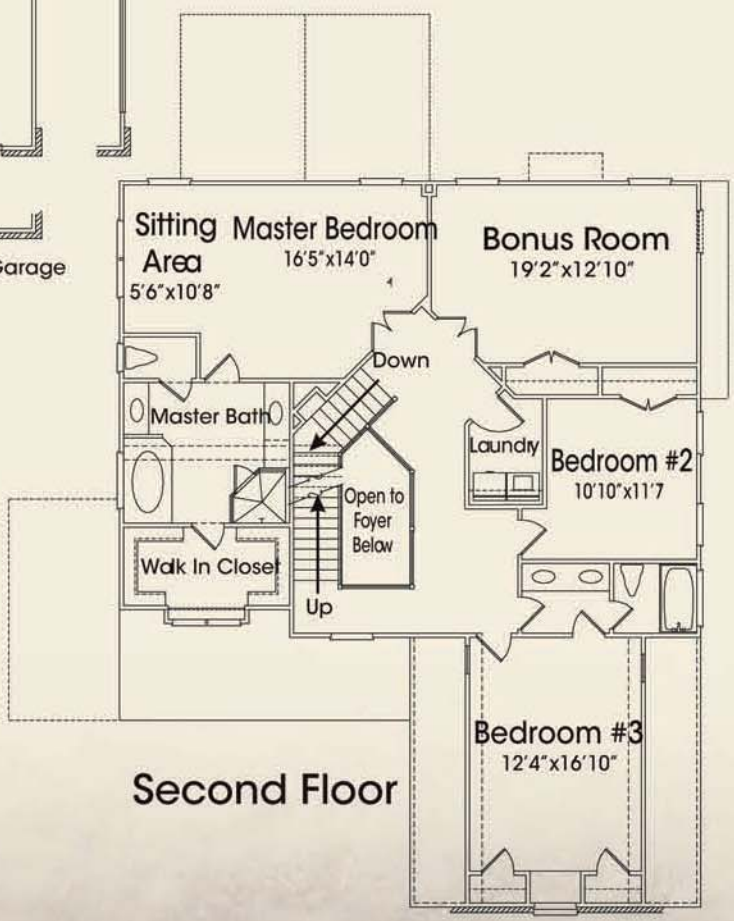 Garage
Sitting
Area
5'6"x10'8"
Master Bedroom
16'5"x14'0"
Bonus Room
19'2"x12'10"
Down
Master Bath
Laundry
Bedroom #2
10'10"x11'7
Open to
Foyer
Below
Walk In Closet
Up
Bedroom #3
12'4"x16'10"
Second Floor